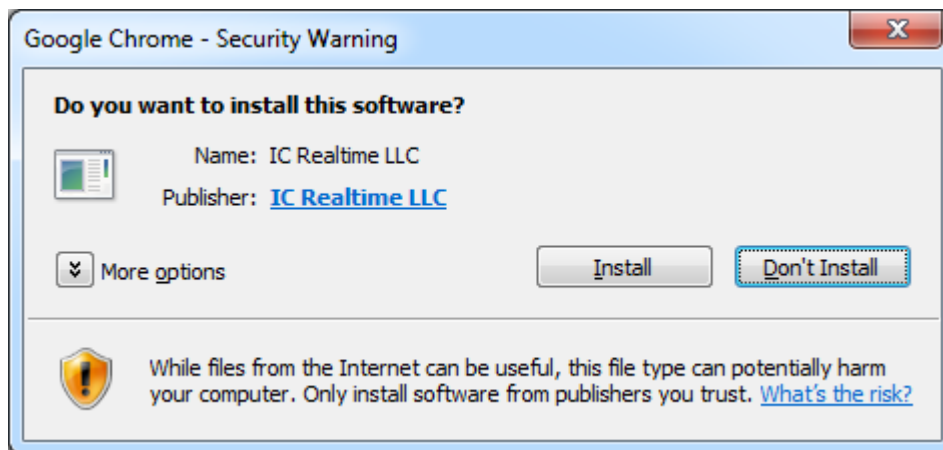 Google Chrome - Security Warning
Do you want to install this software?
Name: IC Realtime LLC
Publisher: IC Realtime LLC
More options
Install
Don't Install
While files from the Internet can be useful, this file type can potentially harm
your computer. Only install software from publishers you trust. What's the risk?